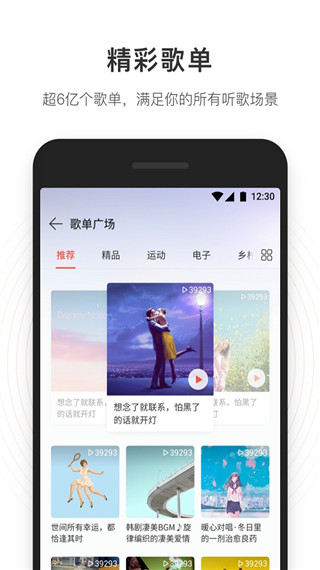 精彩歌单
超6亿个歌单，满足你的所有听歌场景
12:30
歌单广场
推荐
精品
运动
电子
乡村
39293
39293
想念了就联系，怕黑了
的话就开灯
想念了就联系，怕黑了
的话就开灯
39293
39293
39293
世间所有幸运，都
恰逢其时
韩剧凄美BGM♪旋
律编织的凄美爱情
暖心对唱·冬日里
的一剂治愈良药
39293
39293
39293